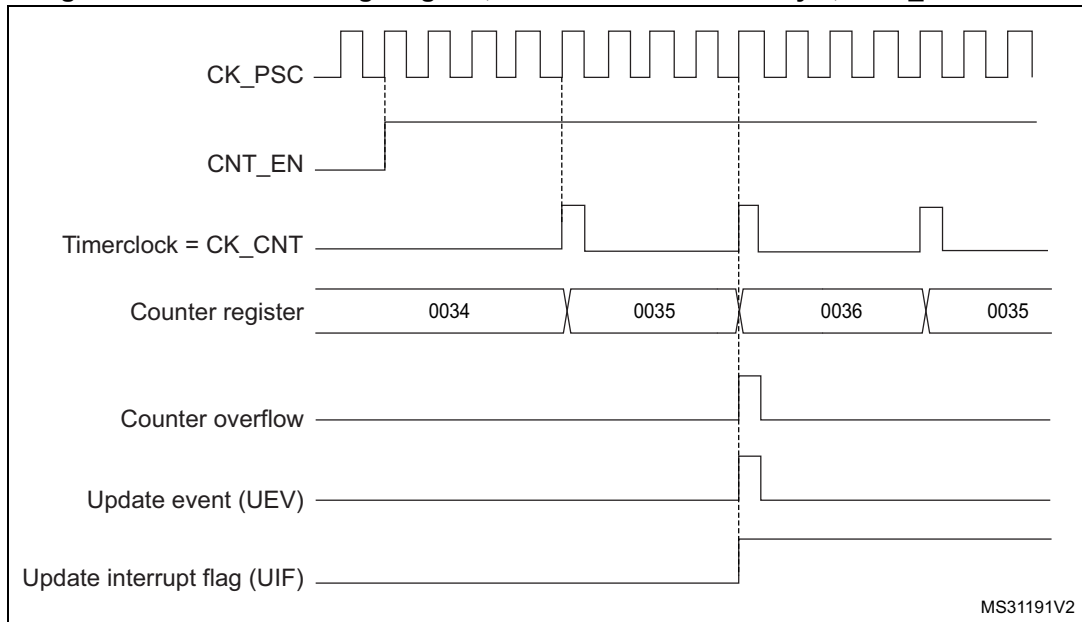 CK_PSC
CNT_EN
Timerclock = CK_CNT
Counter register 0034 0035 0036 0035
Counter overflow
Update event (UEV)
Update interrupt flag (UIF)
MS31191V2